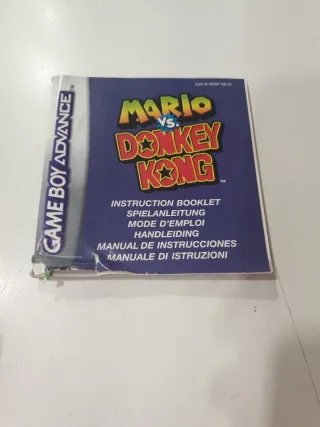 MARIO
VS.
DONKEY
KONG
TM
INSTRUCTION BOOKLET
SPIELANLEITUNG
MODE D'EMPLOI
HANDLEIDING
MANUAL DE INSTRUCCIONES
MANUALE DI ISTRUZIONI
GAME BOY ADVANCE